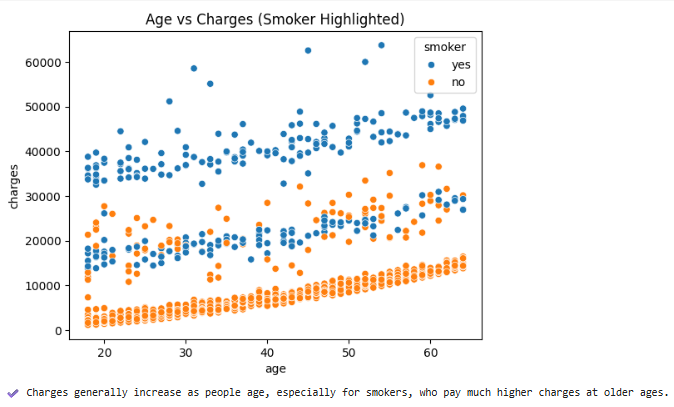 Age vs Charges (Smoker Highlighted)
smoker
yes
no
60000
50000
40000
30000
20000
10000
0
charges
20 30 40 50 60
age
✔ Charges generally increase as people age, especially for smokers, who pay much higher charges at older ages.